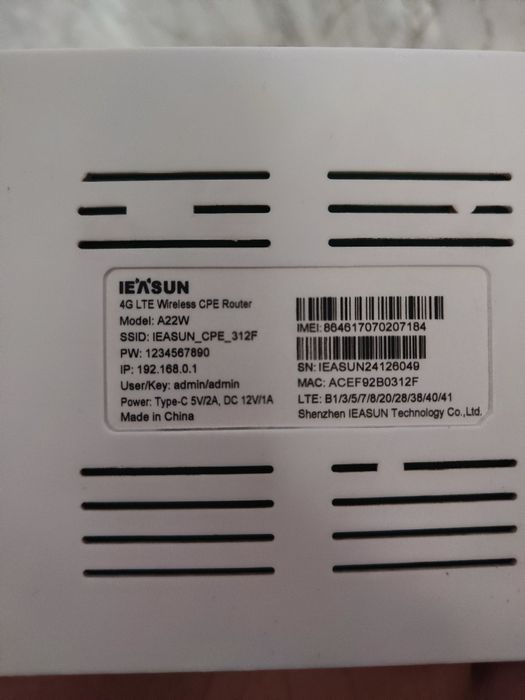 IEASUN
4G LTE Wireless CPE Router
Model: A22W
SSID: IEASUN_CPE_312F
PW: 1234567890
IP: 192.168.0.1
User/Key: admin/admin
Power: Type-C 5V/2A, DC 12V/1A
Made in China
IMEI: 864617070207184
SN: IEASUN24126049
MAC: ACEF92B0312F
LTE: B1/3/5/7/8/20/28/38/40/41
Shenzhen IEASUN Technology Co.,Ltd.